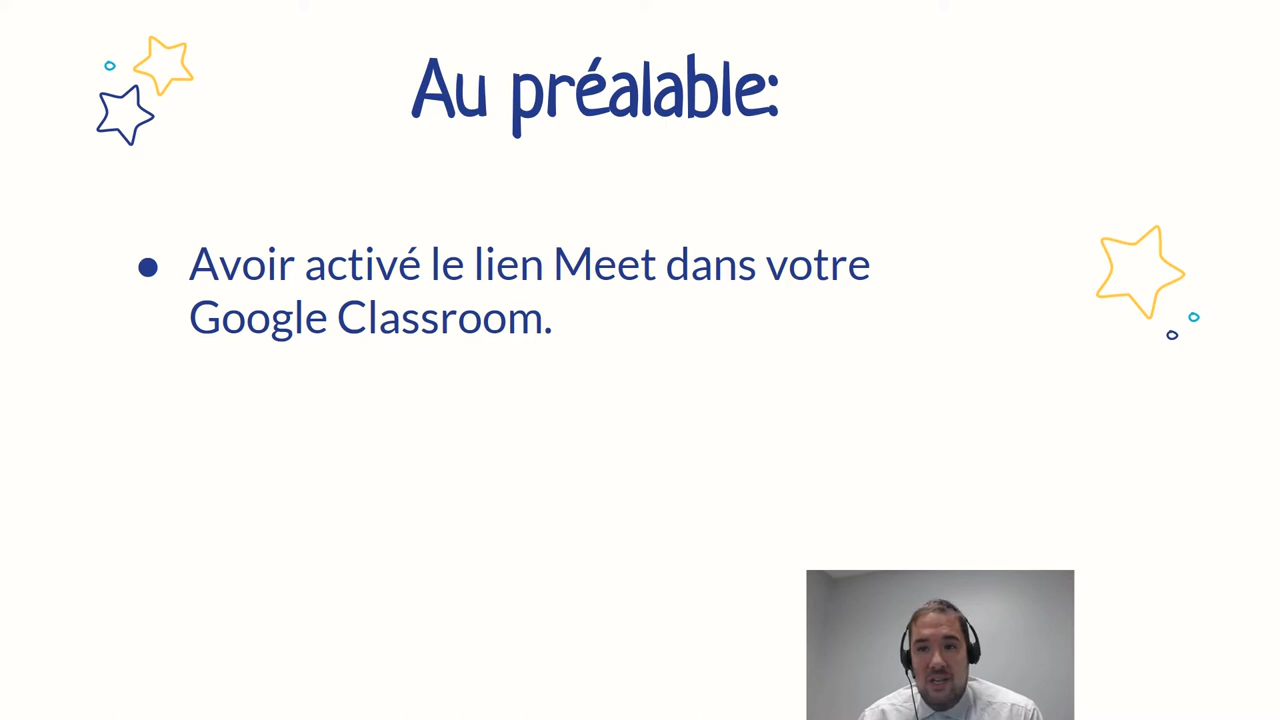 Au préalable:
● Avoir activé le lien Meet dans votre
Google Classroom.